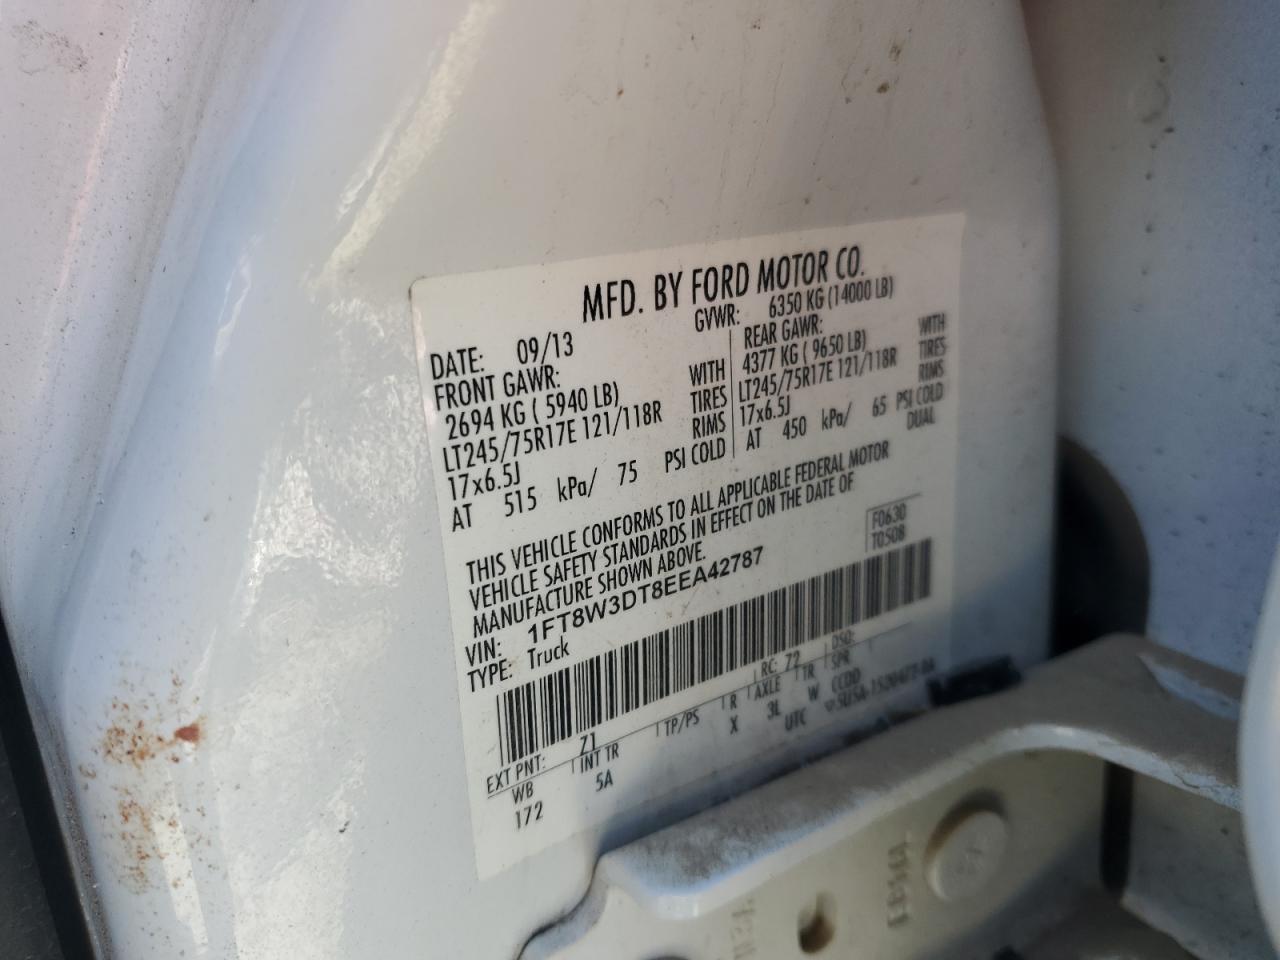 MFD. BY FORD MOTOR CO.
DATE: 09/13 GVWR: 6350 KG (14000 LB)
FRONT GAWR:
2694 KG ( 5940 LB) WITH
LT245/75R17E 121/118R TIRES
17x6.5J RIMS
AT 515 kPa/ 75 PSI COLD
REAR GAWR:
4377 KG ( 9650 LB) WITH
LT245/75R17E 121/118R TIRES
17x6.5J RIMS
AT 450 kPa/ 65 PSI COLD
DUAL
THIS VEHICLE CONFORMS TO ALL APPLICABLE FEDERAL MOTOR
VEHICLE SAFETY STANDARDS IN EFFECT ON THE DATE OF
MANUFACTURE SHOWN ABOVE.
F0630
T0508
VIN: 1FT8W3DT8EEA42787
TYPE: Truck
EXT PNT: Z1 RC: 72 DSO:
WB INT TR TP/PS R AXLE TR SPR
172 5A X 3L W CCDD
UTC